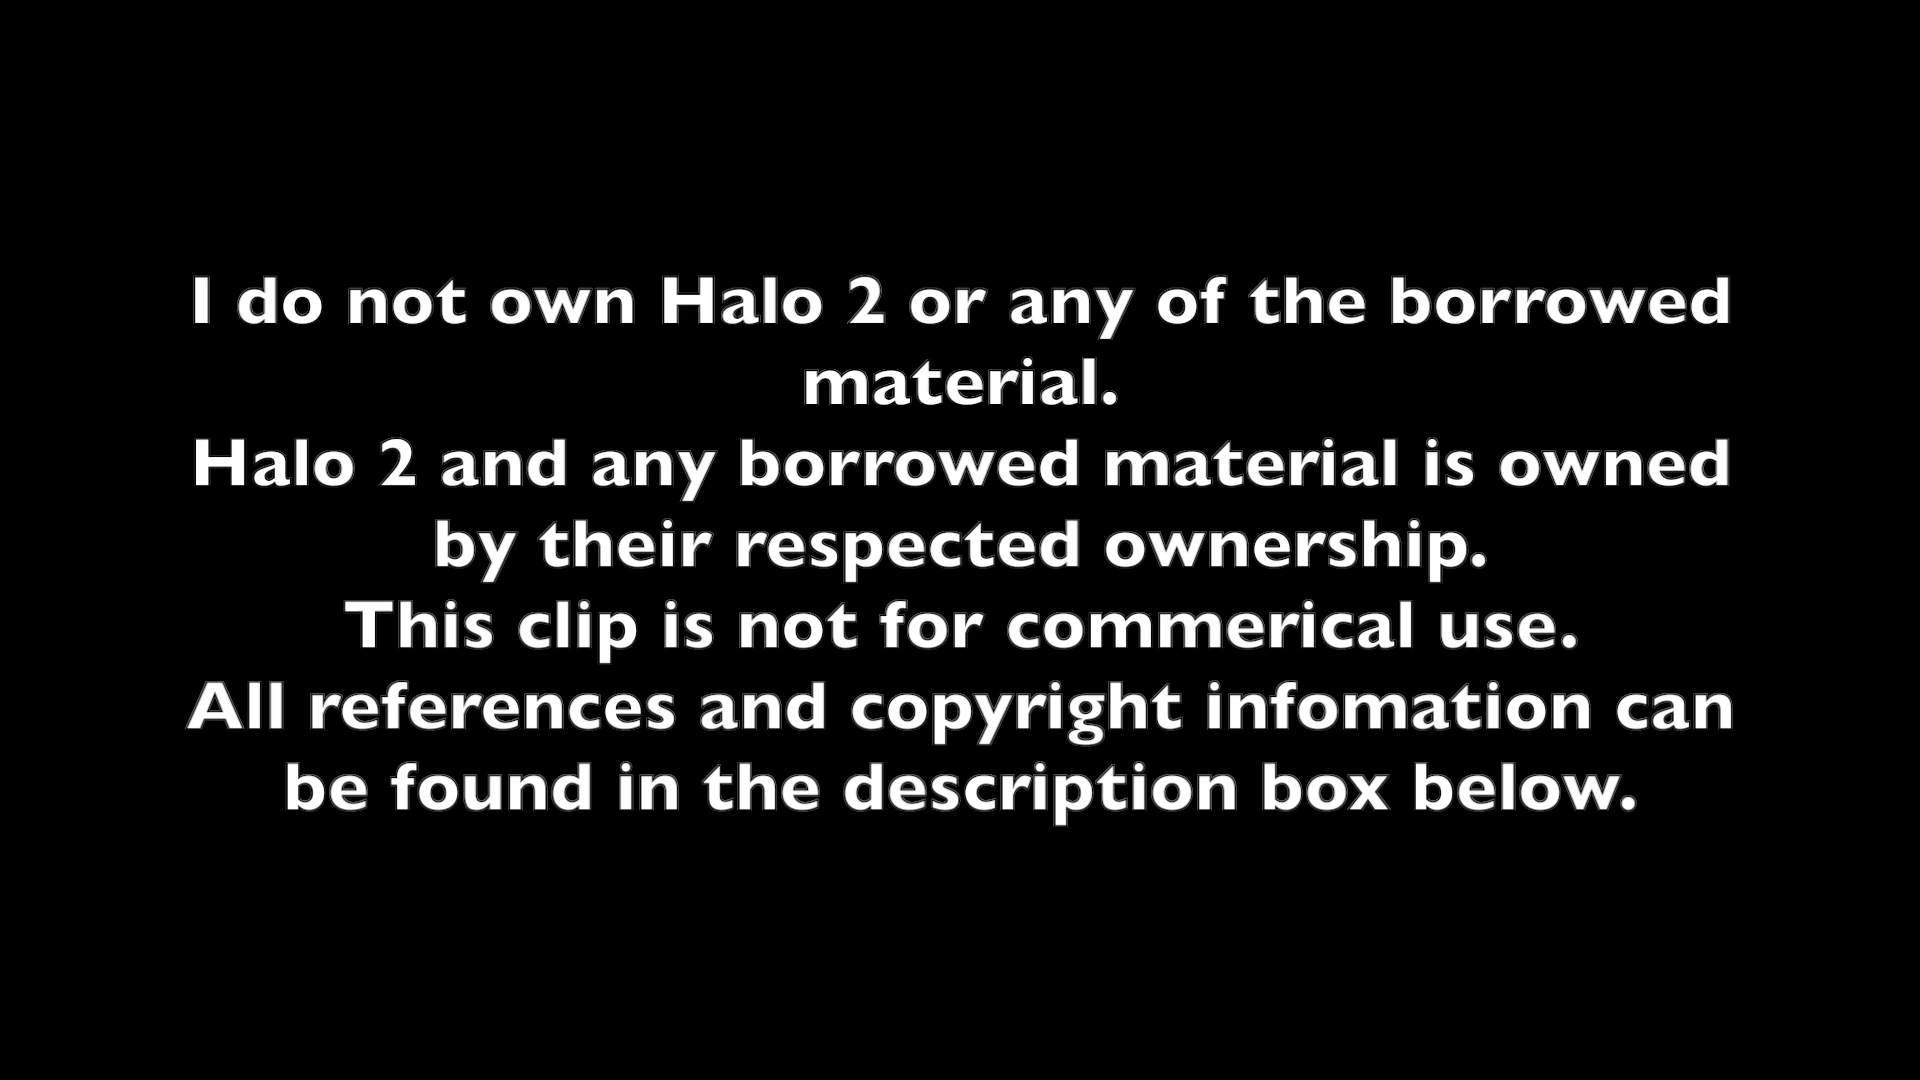 I do not own Halo 2 or any of the borrowed
material.
Halo 2 and any borrowed material is owned
by their respected ownership.
This clip is not for commerical use.
All references and copyright infomation can
be found in the description box below.